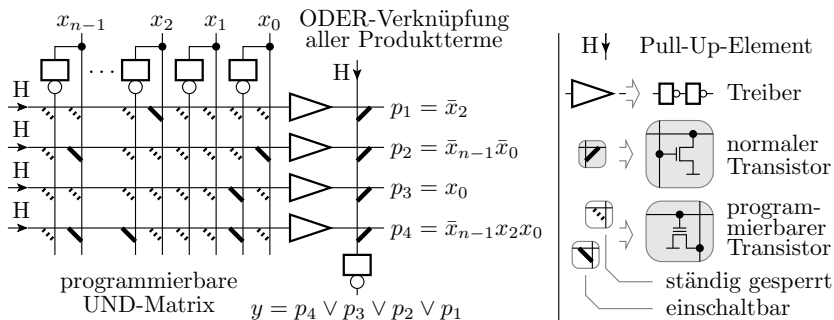 x_{n−1} x_2 x_1 x_0
ODER-Verknüpfung
aller Produktterme
H
· · ·
H
p_1 = x̄_2
H
p_2 = x̄_{n−1}x̄_0
H
p_3 = x_0
H
p_4 = x̄_{n−1}x_2x_0
programmierbare
UND-Matrix
y = p_4 ∨ p_3 ∨ p_2 ∨ p_1
H Pull-Up-Element
Treiber
normaler
Transistor
program-
mierbarer
Transistor
ständig gesperrt
einschaltbar